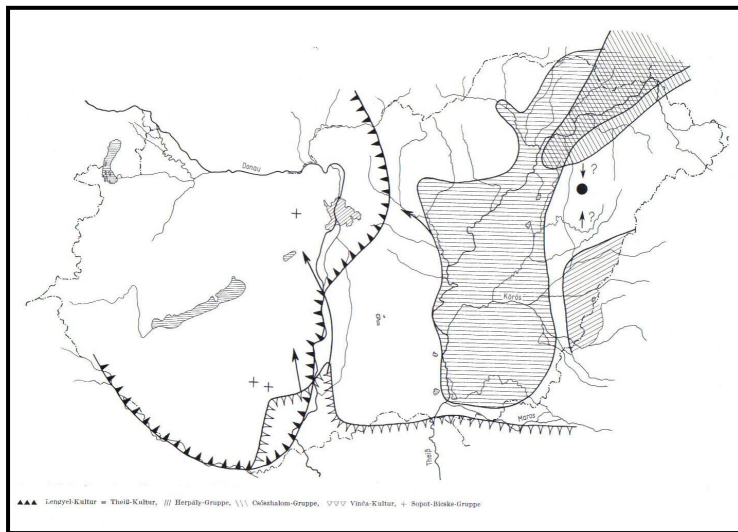 Donau
?
?
Körös
Maros
Theiß
▲▲▲ Lengyel-Kultur = Theiß-Kultur, /// Herpály-Gruppe, \\\ Csőszhalom-Gruppe, ▽▽▽ Vinča-Kultur, + Sopot-Bicske-Gruppe